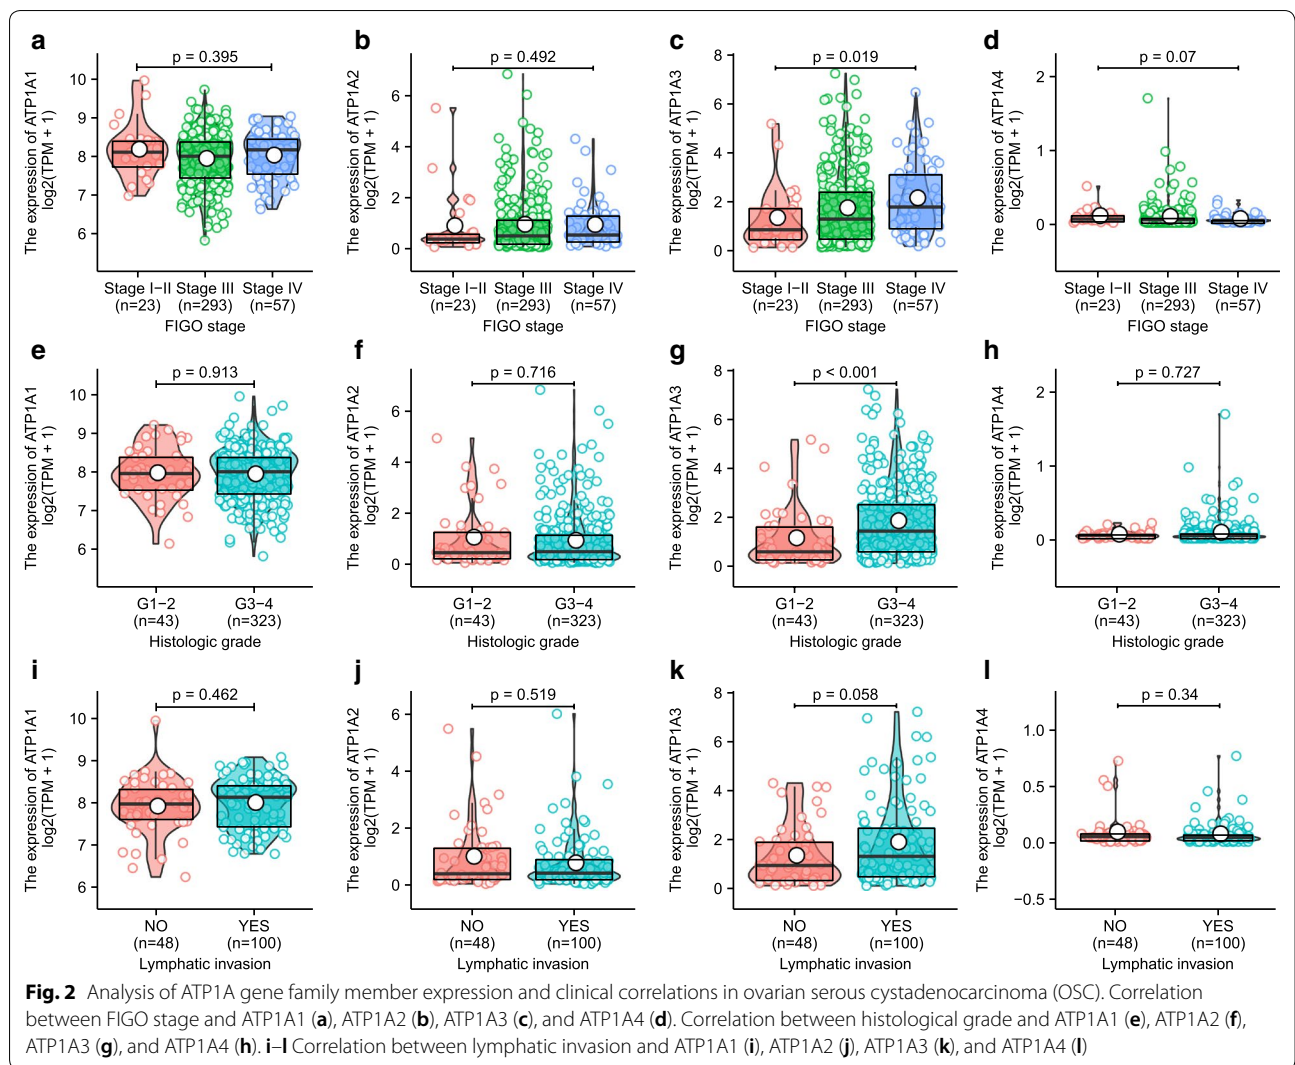 a
p = 0.395
The expression of ATP1A1
log2(TPM + 1)
10
9
8
7
6
Stage I−II Stage III Stage IV
(n=23) (n=293) (n=57)
FIGO stage
b
p = 0.492
The expression of ATP1A2
log2(TPM + 1)
6
4
2
0
Stage I−II Stage III Stage IV
(n=23) (n=293) (n=57)
FIGO stage
c
p = 0.019
The expression of ATP1A3
log2(TPM + 1)
8
6
4
2
0
Stage I−II Stage III Stage IV
(n=23) (n=293) (n=57)
FIGO stage
d
p = 0.07
The expression of ATP1A4
log2(TPM + 1)
2
1
0
Stage I−II Stage III Stage IV
(n=23) (n=293) (n=57)
FIGO stage
e
p = 0.913
The expression of ATP1A1
log2(TPM + 1)
10
9
8
7
6
G1−2 G3−4
(n=43) (n=323)
Histologic grade
f
p = 0.716
The expression of ATP1A2
log2(TPM + 1)
6
4
2
0
G1−2 G3−4
(n=43) (n=323)
Histologic grade
g
p < 0.001
The expression of ATP1A3
log2(TPM + 1)
8
6
4
2
0
G1−2 G3−4
(n=43) (n=323)
Histologic grade
h
p = 0.727
The expression of ATP1A4
log2(TPM + 1)
2
1
0
G1−2 G3−4
(n=43) (n=323)
Histologic grade
i
p = 0.462
The expression of ATP1A1
log2(TPM + 1)
10
9
8
7
6
NO YES
(n=48) (n=100)
Lymphatic invasion
j
p = 0.519
The expression of ATP1A2
log2(TPM + 1)
6
4
2
0
NO YES
(n=48) (n=100)
Lymphatic invasion
k
p = 0.058
The expression of ATP1A3
log2(TPM + 1)
8
6
4
2
0
NO YES
(n=48) (n=100)
Lymphatic invasion
l
p = 0.34
The expression of ATP1A4
log2(TPM + 1)
1.0
0.5
0.0
−0.5
NO YES
(n=48) (n=100)
Lymphatic invasion
Fig. 2 Analysis of ATP1A gene family member expression and clinical correlations in ovarian serous cystadenocarcinoma (OSC). Correlation
between FIGO stage and ATP1A1 (a), ATP1A2 (b), ATP1A3 (c), and ATP1A4 (d). Correlation between histological grade and ATP1A1 (e), ATP1A2 (f),
ATP1A3 (g), and ATP1A4 (h). i–l Correlation between lymphatic invasion and ATP1A1 (i), ATP1A2 (j), ATP1A3 (k), and ATP1A4 (l)